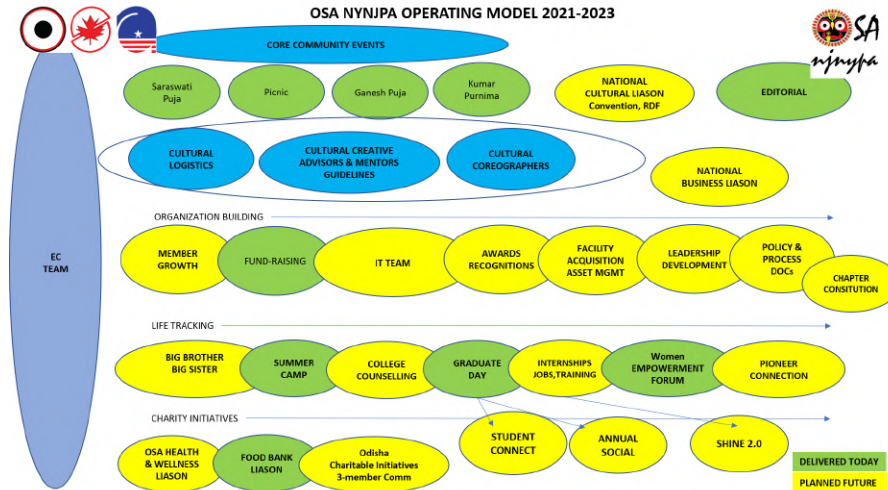 OSA NYNJPA OPERATING MODEL 2021-2023
SA
njnypa
CORE COMMUNITY EVENTS
Saraswati
Puja
Picnic
Ganesh Puja
Kumar
Purnima
NATIONAL
CULTURAL LIASON
Convention, RDF
EDITORIAL
CULTURAL
LOGISTICS
CULTURAL CREATIVE
ADVISORS & MENTORS
GUIDELINES
CULTURAL
COREOGRAPHERS
NATIONAL
BUSINESS LIASON
EC
TEAM
ORGANIZATION BUILDING
MEMBER
GROWTH
FUND-RAISING
IT TEAM
AWARDS
RECOGNITIONS
FACILITY
ACQUISITION
ASSET MGMT
LEADERSHIP
DEVELOPMENT
POLICY &
PROCESS
DOCs
CHAPTER
CONSITUTION
LIFE TRACKING
BIG BROTHER
BIG SISTER
SUMMER
CAMP
COLLEGE
COUNSELLING
GRADUATE
DAY
INTERNSHIPS
JOBS,TRAINING
Women
EMPOWERMENT
FORUM
PIONEER
CONNECTION
CHARITY INITIATIVES
STUDENT
CONNECT
ANNUAL
SOCIAL
SHINE 2.0
OSA HEALTH
& WELLNESS
LIASON
FOOD BANK
LIASON
Odisha
Charitable Initiatives
3-member Comm
DELIVERED TODAY
PLANNED FUTURE